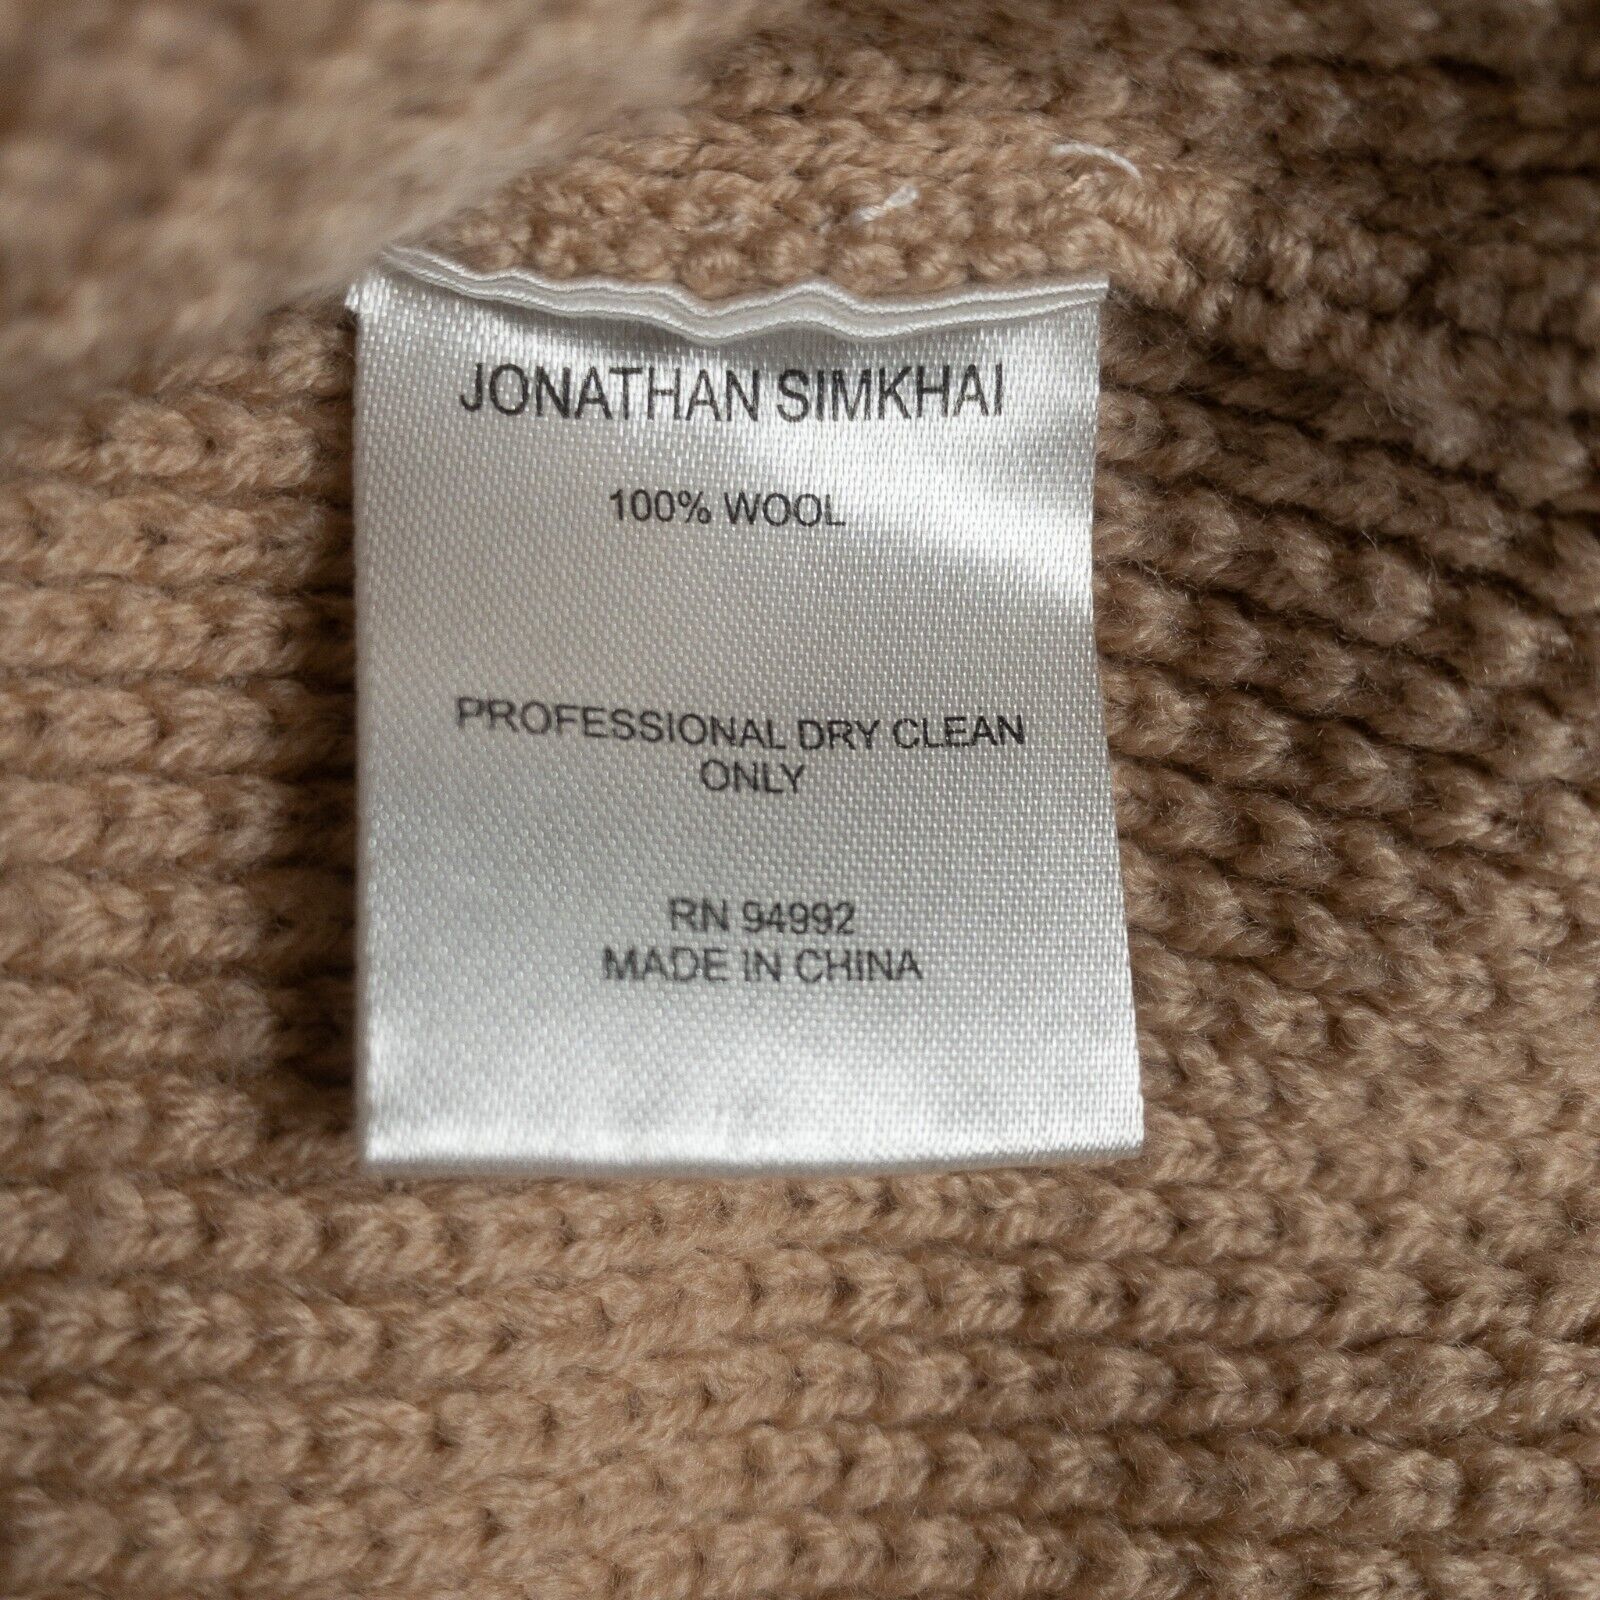 JONATHAN SIMKHAI
100% WOOL
PROFESSIONAL DRY CLEAN
ONLY
RN 94992
MADE IN CHINA